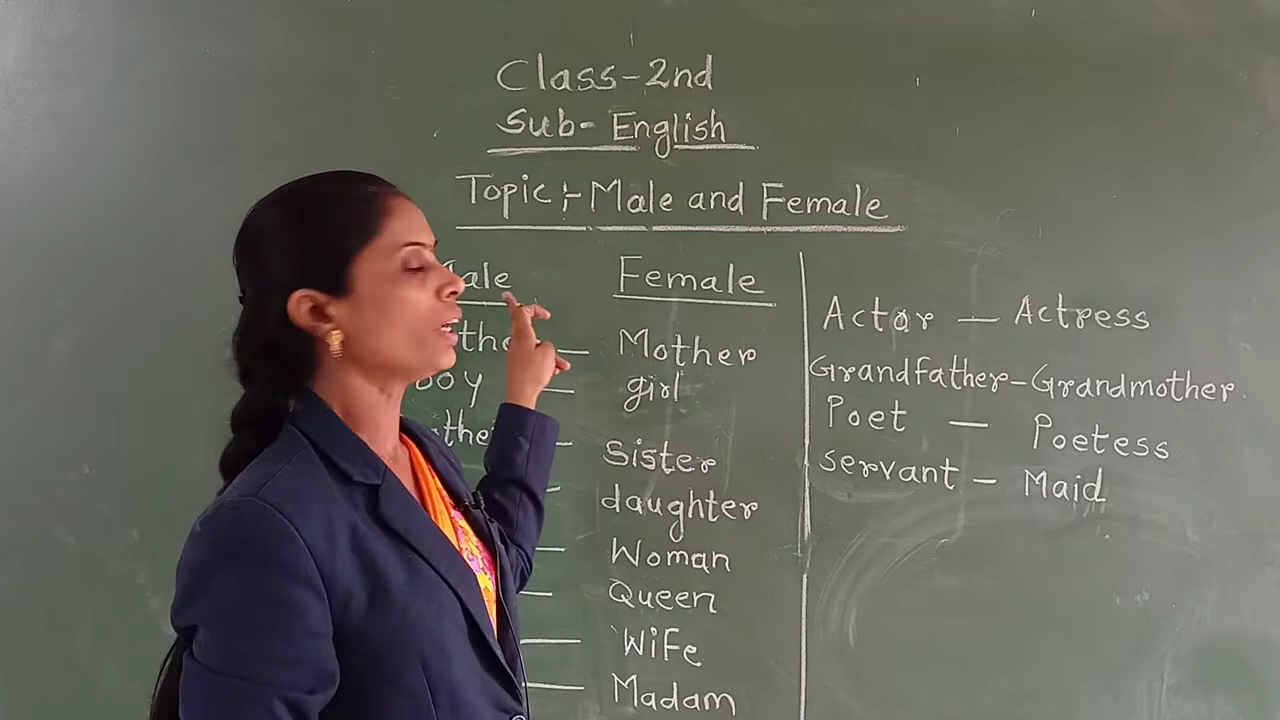 Class-2nd
Sub- English
Topic :- Male and Female
Female
— Mother
boy — girl
— Sister
— daughter
— Woman
— Queen
— Wife
— Madam
Actor — Actress
Grandfather - Grandmother.
Poet — Poetess
servant - Maid